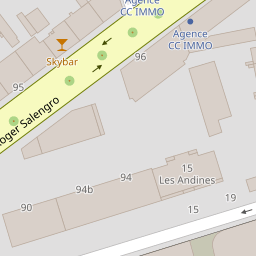 Agence
CC IMMO
Agence
CC IMMO
Skybar
96
95
oger Salengro
15
Les Andines
94
94b
19
90
15